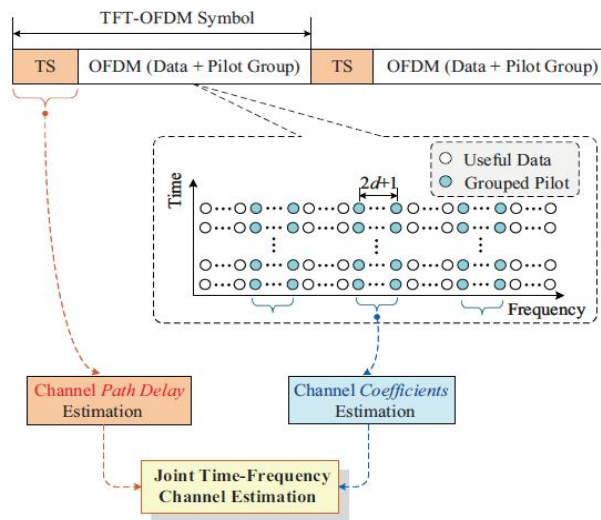 TFT-OFDM Symbol
TS
OFDM (Data + Pilot Group)
TS
OFDM (Data + Pilot Group)
Useful Data
Grouped Pilot
2d+1
Time
Frequency
Channel Path Delay
Estimation
Channel Coefficients
Estimation
Joint Time-Frequency
Channel Estimation